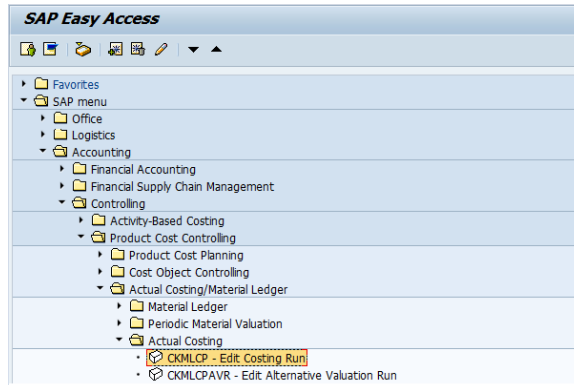 SAP Easy Access
Favorites
SAP menu
Office
Logistics
Accounting
Financial Accounting
Financial Supply Chain Management
Controlling
Activity-Based Costing
Product Cost Controlling
Product Cost Planning
Cost Object Controlling
Actual Costing/Material Ledger
Material Ledger
Periodic Material Valuation
Actual Costing
CKMLCP - Edit Costing Run
CKMLCPAVR - Edit Alternative Valuation Run